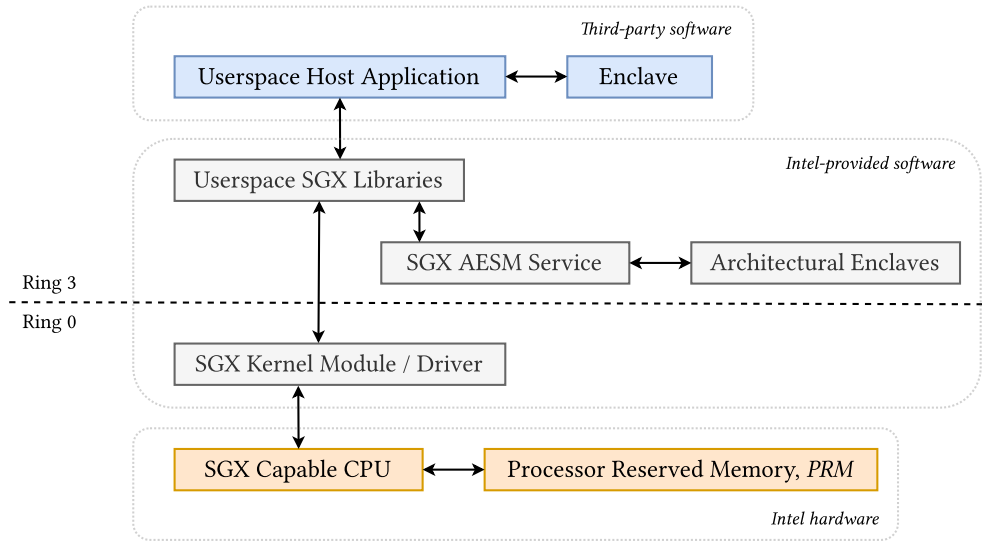 Third-party software
Userspace Host Application
Enclave
Intel-provided software
Userspace SGX Libraries
SGX AESM Service
Architectural Enclaves
Ring 3
Ring 0
SGX Kernel Module / Driver
SGX Capable CPU
Processor Reserved Memory, PRM
Intel hardware